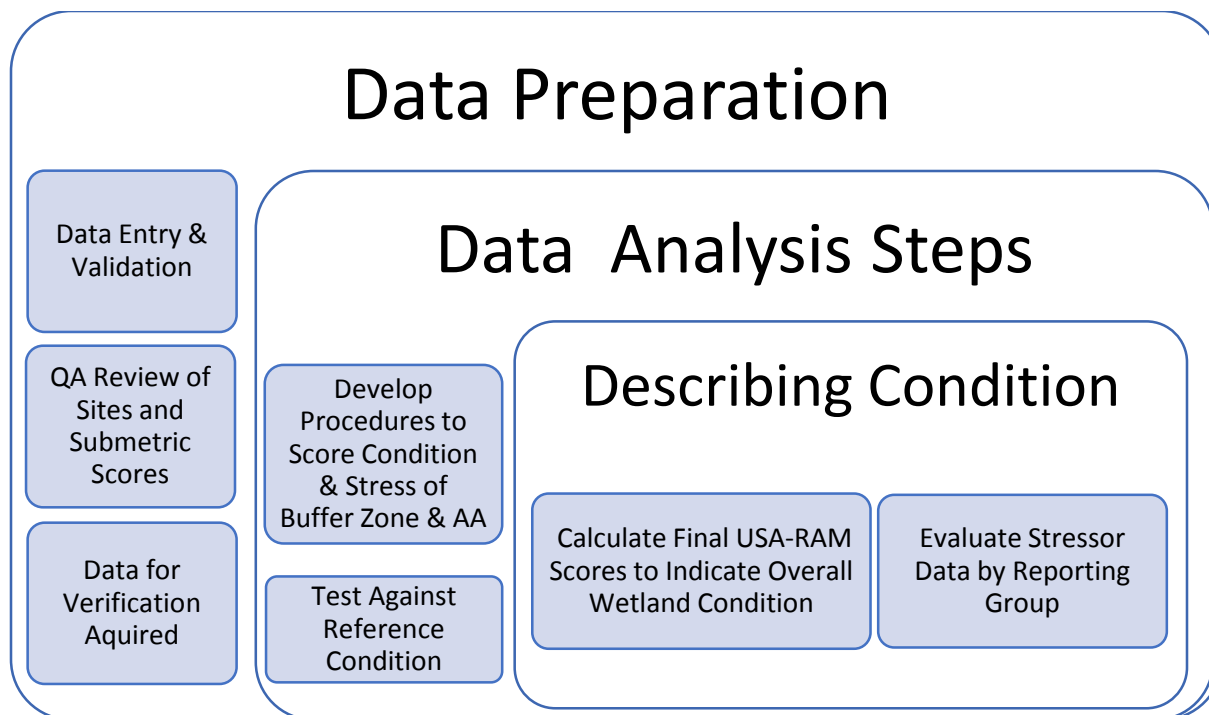 Data Preparation
Data Entry &
Validation
QA Review of
Sites and
Submetric
Scores
Data for
Verification
Aquired
Data  Analysis Steps
Develop
Procedures to
Score Condition
& Stress of
Buffer Zone & AA
Test Against
Reference
Condition
Describing Condition
Calculate Final USA-RAM
Scores to Indicate Overall
Wetland Condition
Evaluate Stressor
Data by Reporting
Group